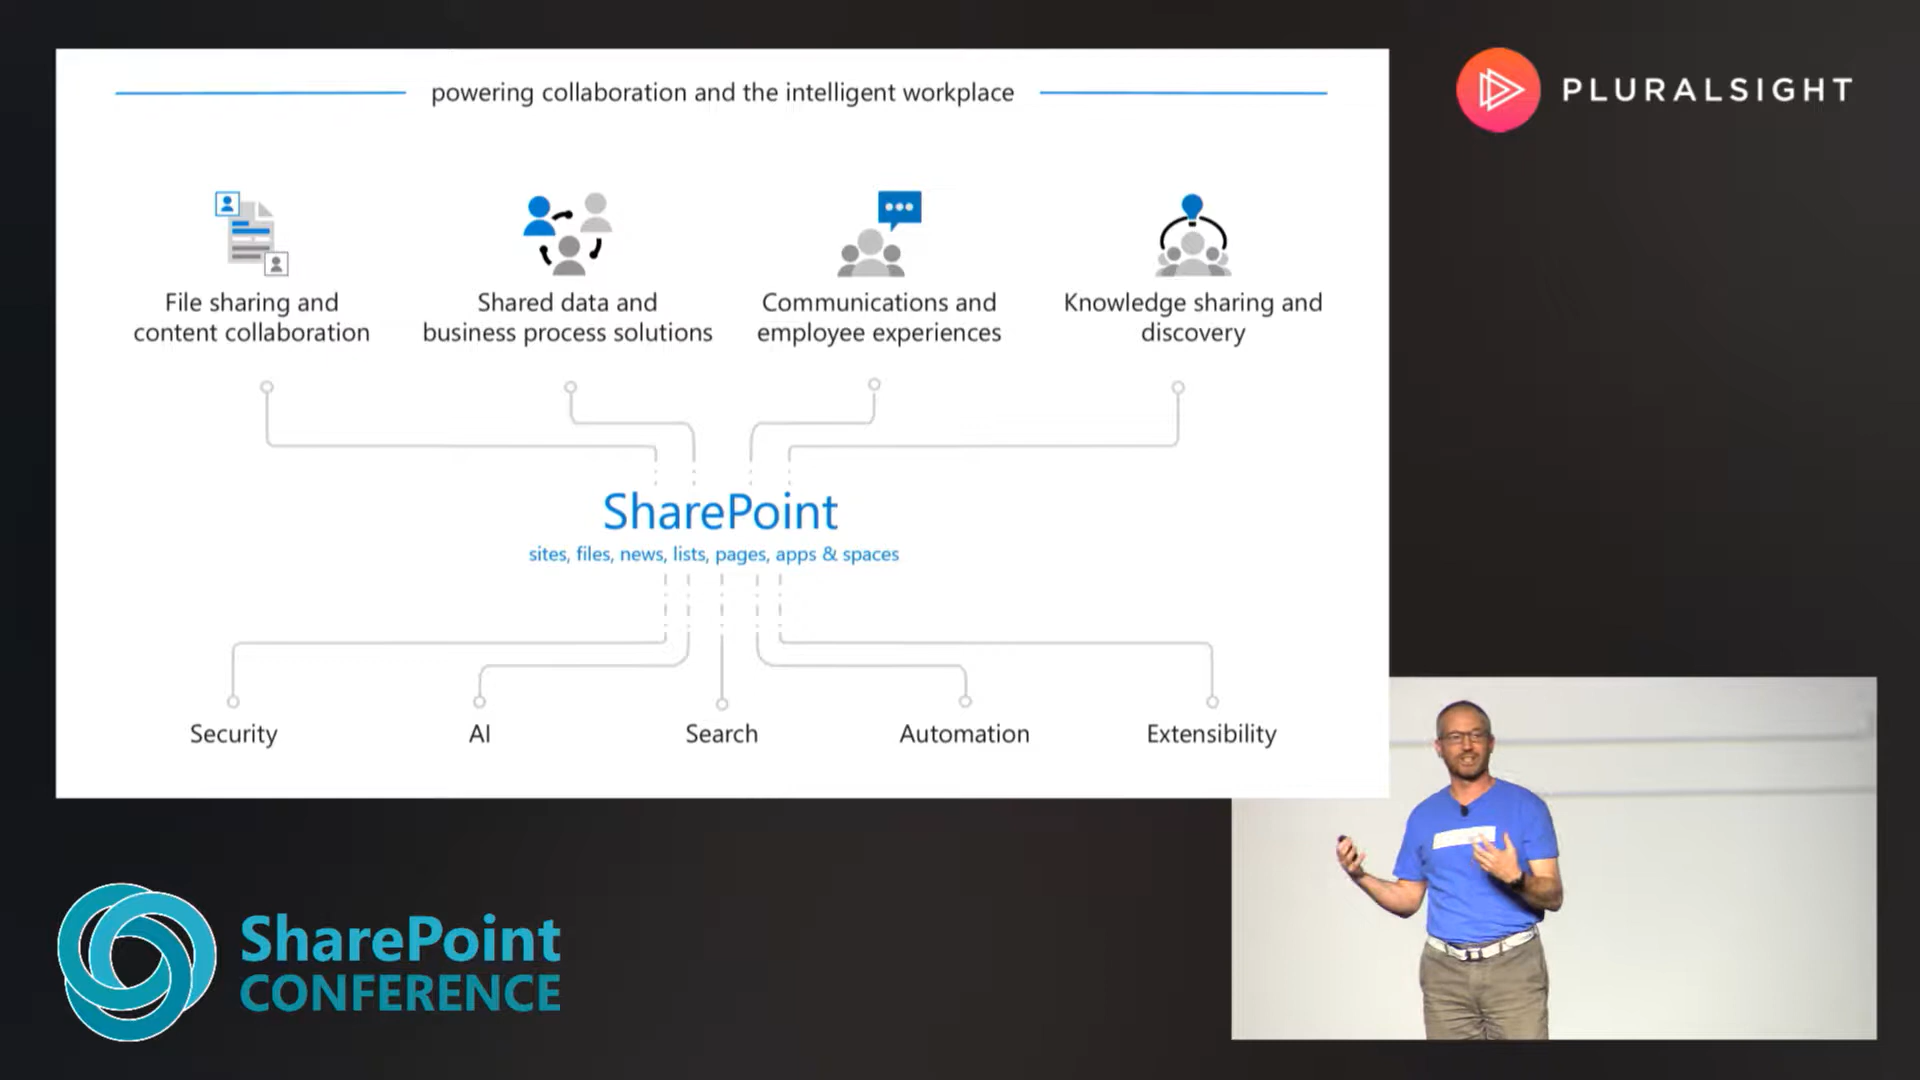 powering collaboration and the intelligent workplace
PLURALSIGHT
File sharing and
content collaboration
Shared data and
business process solutions
Communications and
employee experiences
Knowledge sharing and
discovery
SharePoint
sites, files, news, lists, pages, apps & spaces
Security
AI
Search
Automation
Extensibility
SharePoint
CONFERENCE